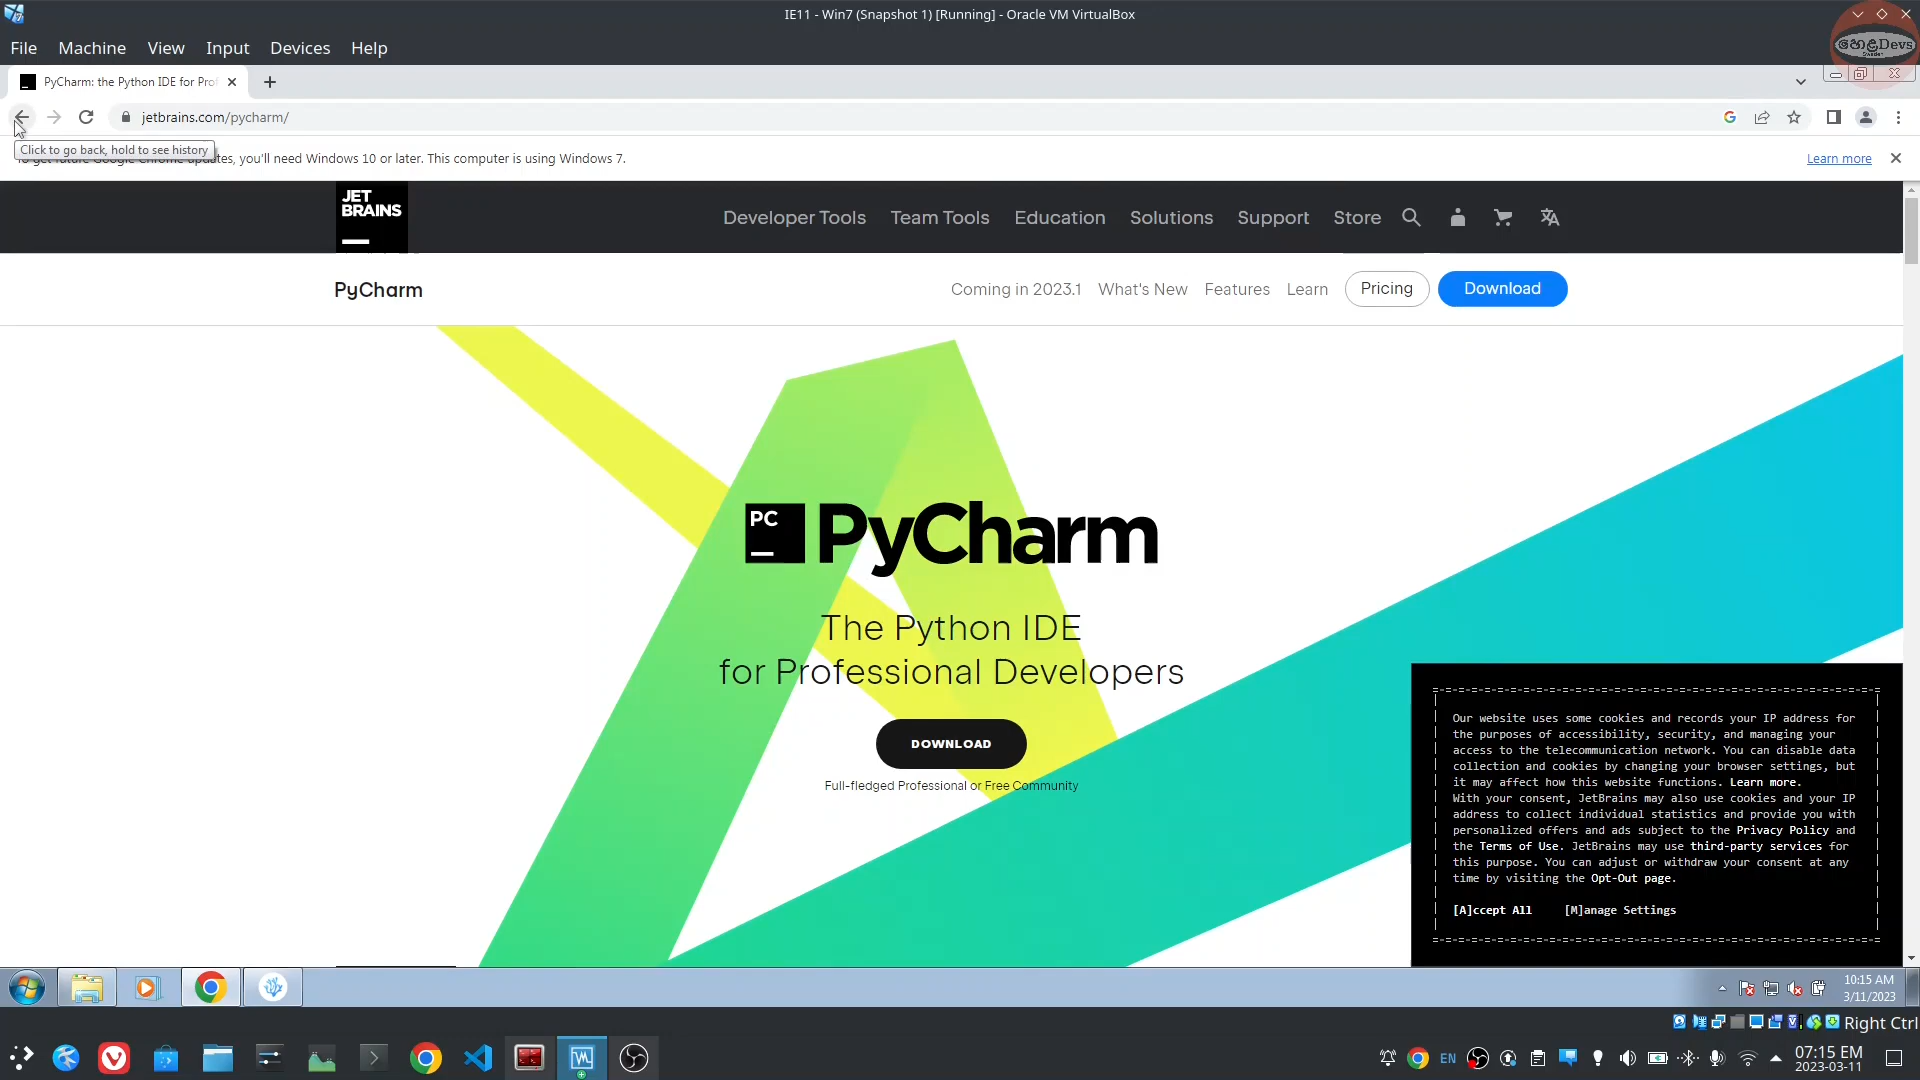 IE11 - Win7 (Snapshot 1) [Running] - Oracle VM VirtualBox
File Machine View Input Devices Help
PyCharm: the Python IDE for Prof
jetbrains.com/pycharm/
Click to go back, hold to see history
updates, you'll need Windows 10 or later. This computer is using Windows 7.
Learn more
JET
BRAINS
Developer Tools Team Tools Education Solutions Support Store
PyCharm
Coming in 2023.1 What's New Features Learn Pricing Download
PC
PyCharm
The Python IDE
for Professional Developers
DOWNLOAD
Full-fledged Professional or Free Community
Our website uses some cookies and records your IP address for
the purposes of accessibility, security, and managing your
access to the telecommunication network. You can disable data
collection and cookies by changing your browser settings, but
it may affect how this website functions. Learn more.
With your consent, JetBrains may also use cookies and your IP
address to collect individual statistics and provide you with
personalized offers and ads subject to the Privacy Policy and
the Terms of Use. JetBrains may use third-party services for
this purpose. You can adjust or withdraw your consent at any
time by visiting the Opt-Out page.
[A]ccept All [M]anage Settings
10:15 AM
3/11/2023
Right Ctrl
EN
07:15 EM
2023-03-11